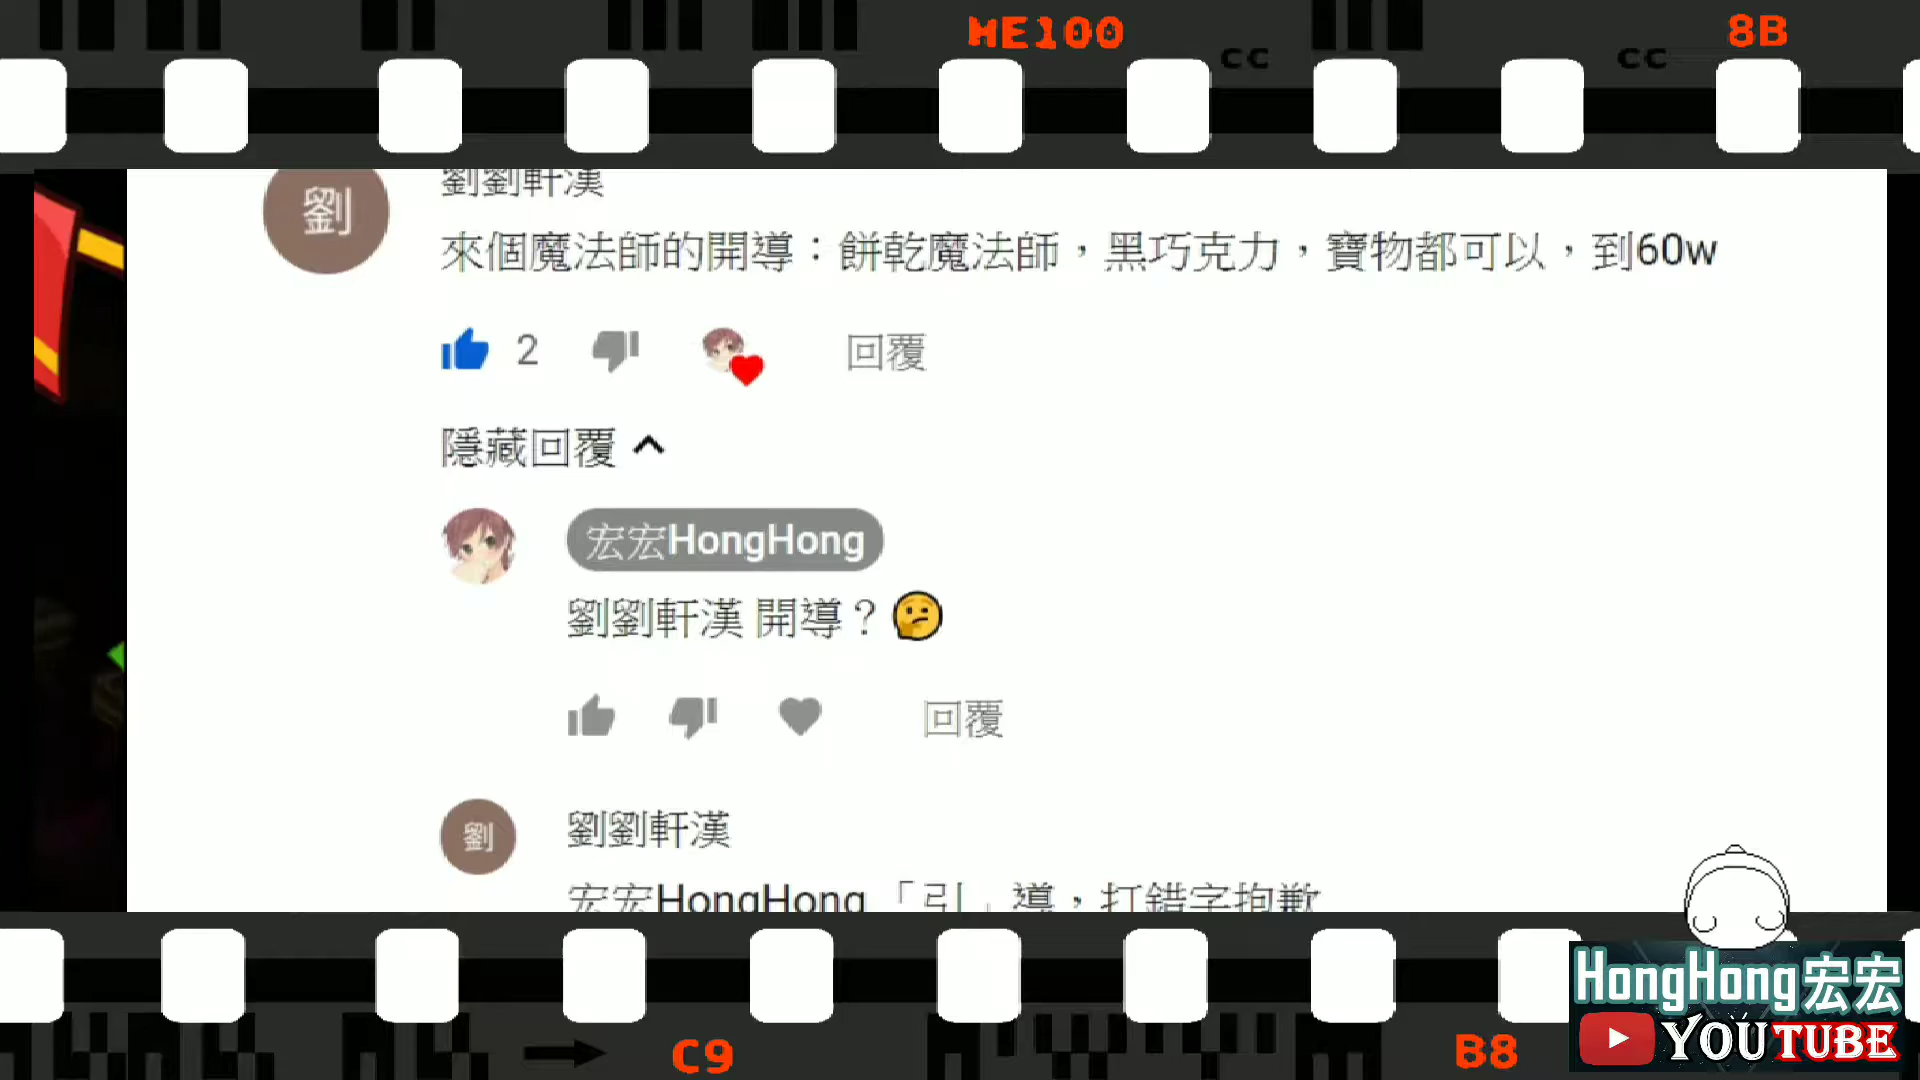 ME100
8B
CC
CC
劉
劉劉軒漢
來個魔法師的開導：餅乾魔法師，黑巧克力，寶物都可以，到60w
2
回覆
隱藏回覆
宏宏HongHong
劉劉軒漢 開導？🤔
回覆
劉
劉劉軒漢
宏宏HongHong 「引」導，打錯字抱歉
HongHong宏宏
YOUTUBE
C9
B8